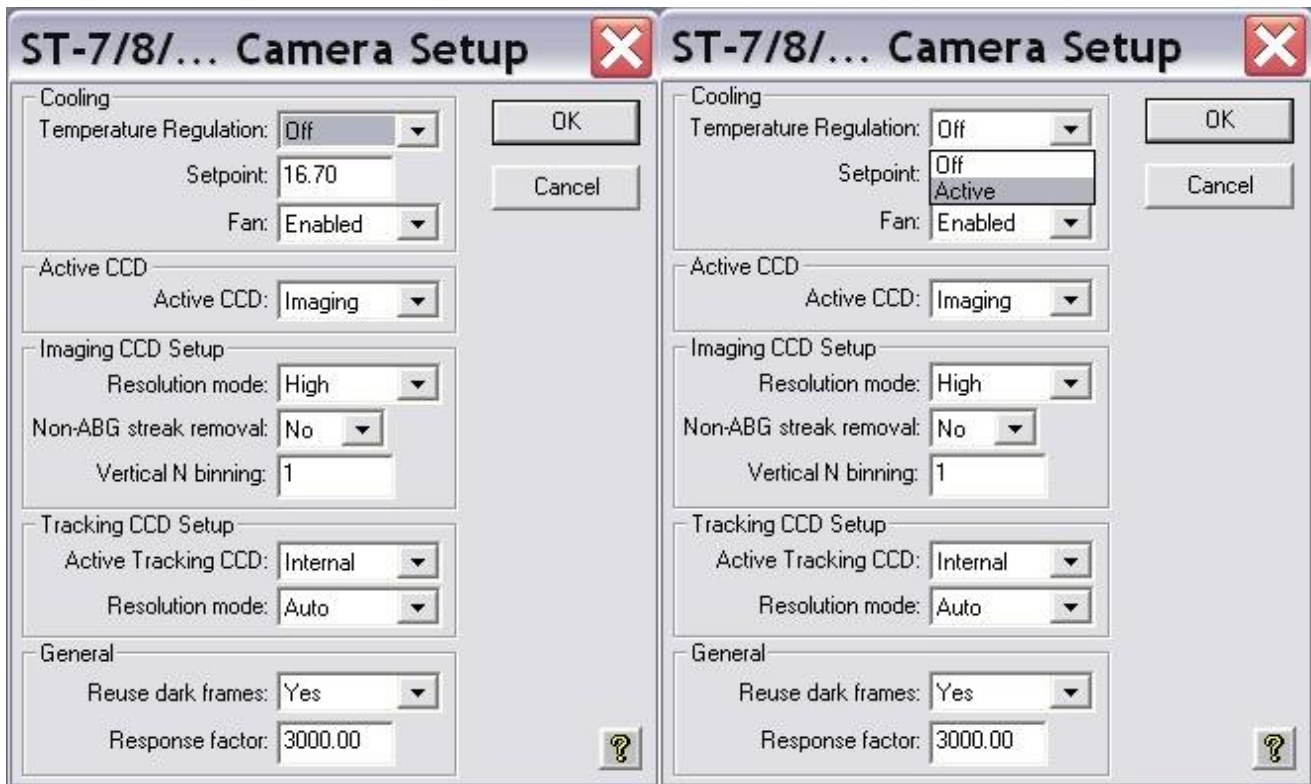 ST-7/8/... Camera Setup
Cooling
Temperature Regulation: Off
Setpoint: 16.70
Fan: Enabled
OK
Cancel
Active CCD
Active CCD: Imaging
Imaging CCD Setup
Resolution mode: High
Non-ABG streak removal: No
Vertical N binning: 1
Tracking CCD Setup
Active Tracking CCD: Internal
Resolution mode: Auto
General
Reuse dark frames: Yes
Response factor: 3000.00
?
ST-7/8/... Camera Setup
Cooling
Temperature Regulation: Off
Off
Setpoint:
Active
Fan: Enabled
OK
Cancel
Active CCD
Active CCD: Imaging
Imaging CCD Setup
Resolution mode: High
Non-ABG streak removal: No
Vertical N binning: 1
Tracking CCD Setup
Active Tracking CCD: Internal
Resolution mode: Auto
General
Reuse dark frames: Yes
Response factor: 3000.00
?